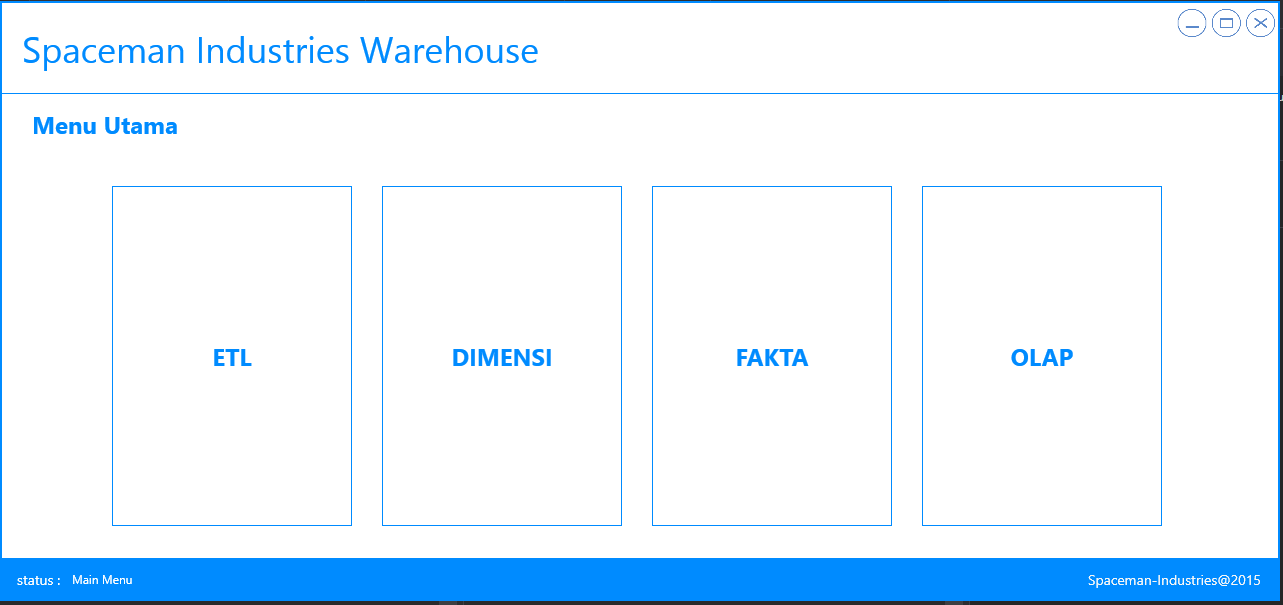 Spaceman Industries Warehouse
Menu Utama
ETL
DIMENSI
FAKTA
OLAP
status : Main Menu
Spaceman-Industries@2015